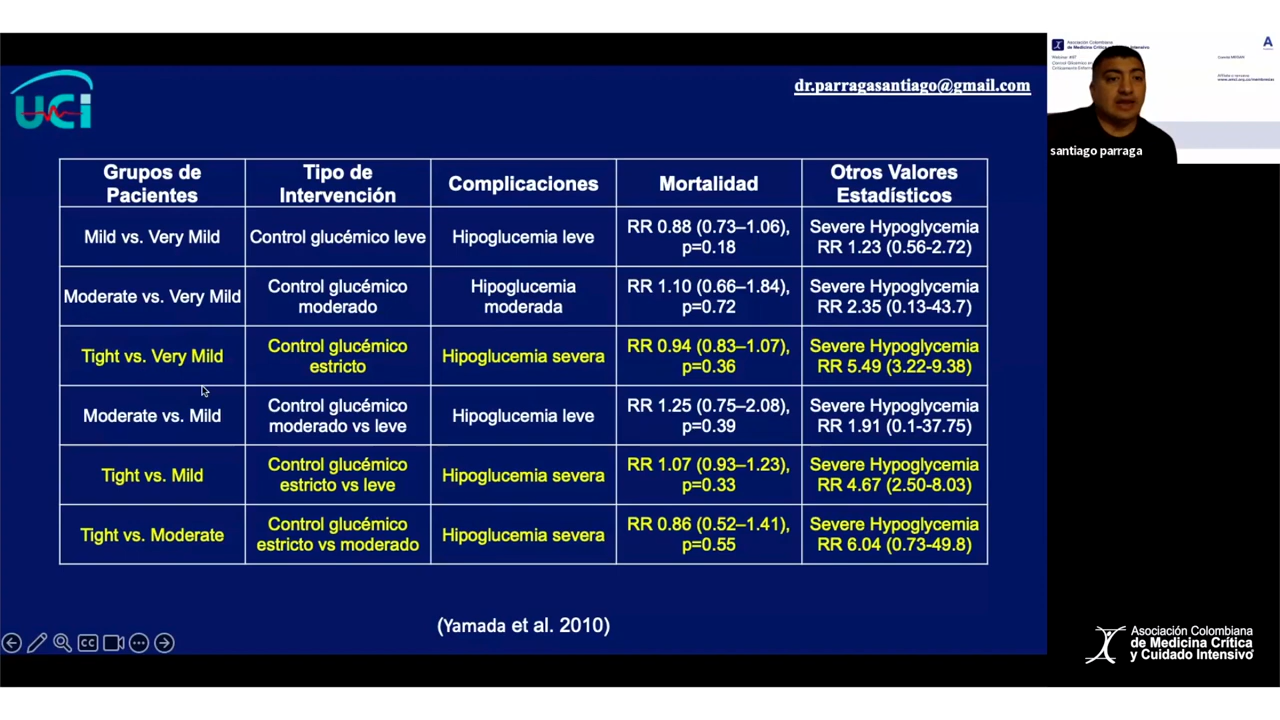 UCi
dr.parragasantiago@gmail.com
Grupos de
Pacientes
Tipo de
Intervención
Complicaciones
Mortalidad
Otros Valores
Estadísticos
Mild vs. Very Mild
Control glucémico leve
Hipoglucemia leve
RR 0.88 (0.73–1.06),
p=0.18
Severe Hypoglycemia
RR 1.23 (0.56-2.72)
Moderate vs. Very Mild
Control glucémico
moderado
Hipoglucemia
moderada
RR 1.10 (0.66–1.84),
p=0.72
Severe Hypoglycemia
RR 2.35 (0.13-43.7)
Tight vs. Very Mild
Control glucémico
estricto
Hipoglucemia severa
RR 0.94 (0.83–1.07),
p=0.36
Severe Hypoglycemia
RR 5.49 (3.22-9.38)
Moderate vs. Mild
Control glucémico
moderado vs leve
Hipoglucemia leve
RR 1.25 (0.75–2.08),
p=0.39
Severe Hypoglycemia
RR 1.91 (0.1-37.75)
Tight vs. Mild
Control glucémico
estricto vs leve
Hipoglucemia severa
RR 1.07 (0.93–1.23),
p=0.33
Severe Hypoglycemia
RR 4.67 (2.50-8.03)
Tight vs. Moderate
Control glucémico
estricto vs moderado
Hipoglucemia severa
RR 0.86 (0.52–1.41),
p=0.55
Severe Hypoglycemia
RR 6.04 (0.73-49.8)
(Yamada et al. 2010)
CC
Asociación Colombiana
de Medicina Crítica y Cuidado Intensivo
A
santiago parraga
Asociación Colombiana
de Medicina Crítica
y Cuidado Intensivo